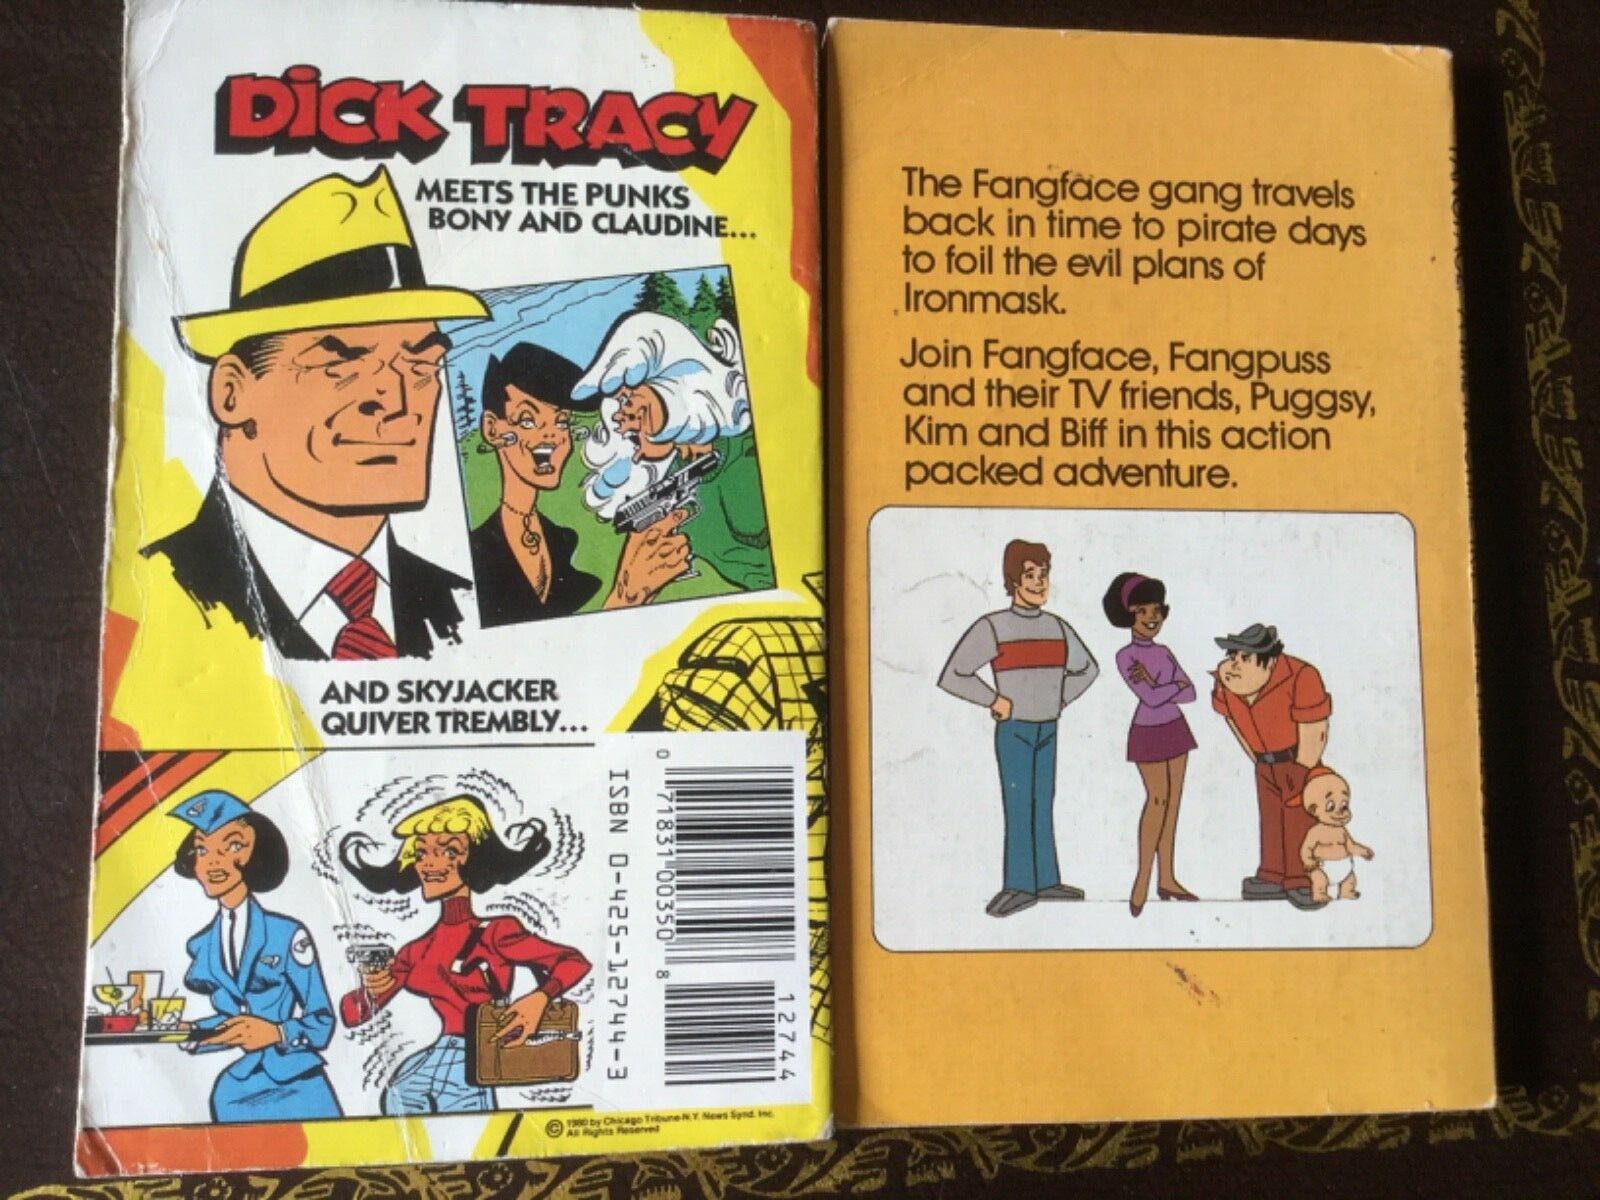 DiCK TRACY
MEETS THE PUNKS
BONY AND CLAUDINE...
AND SKYJACKER
QUIVER TREMBLY...
ISBN 0-425-12744-3
0 71831 00350 8
12744
© 1980 by Chicago Tribune-N.Y. News Synd. Inc.
All Rights Reserved
The Fangface gang travels
back in time to pirate days
to foil the evil plans of
Ironmask.
Join Fangface, Fangpuss
and their TV friends, Puggsy,
Kim and Biff in this action
packed adventure.